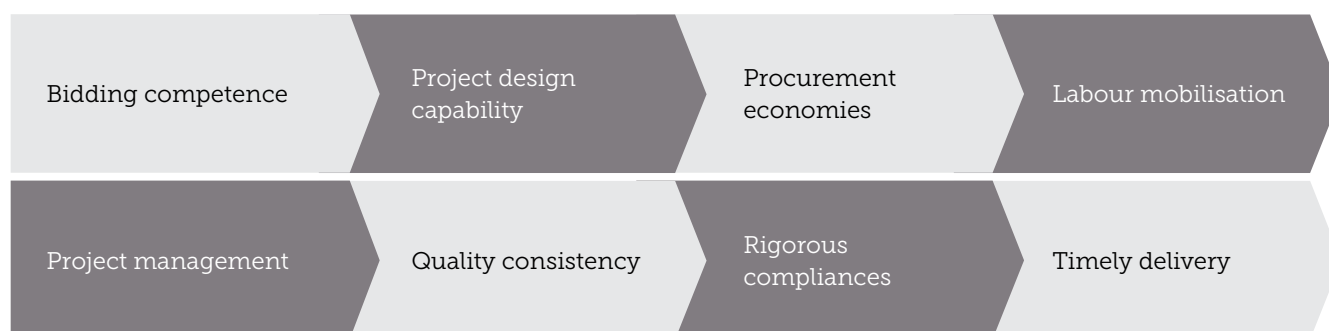 Bidding competence
Project design
capability
Procurement
economies
Labour mobilisation
Project management
Quality consistency
Rigorous
compliances
Timely delivery